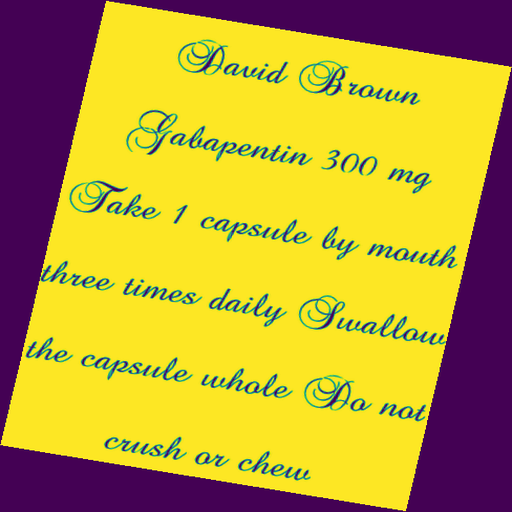 David Brown
Gabapentin 300 mg
Take 1 capsule by mouth
three times daily Swallow
the capsule whole Do not
crush or chew